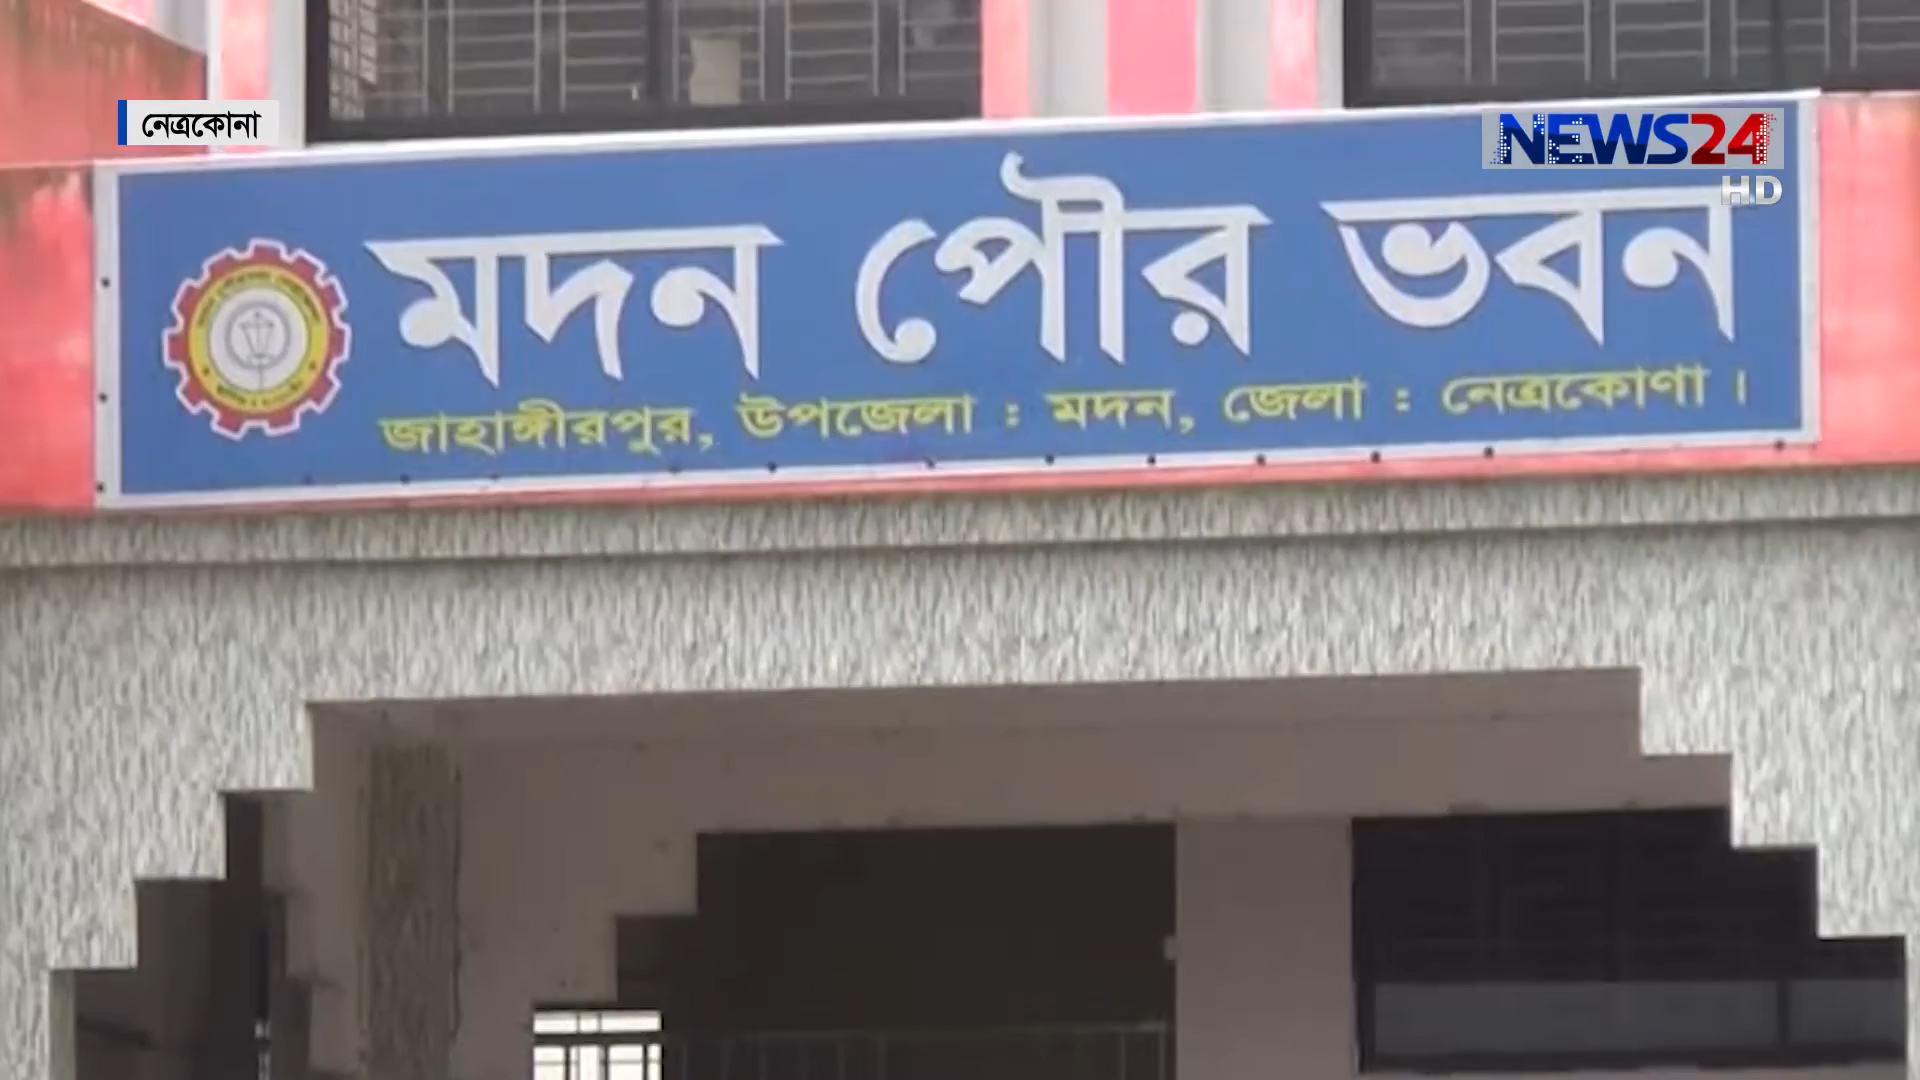 নেত্রকোনা
NEWS24
HD
মদন পৌর ভবন
জাহাঙ্গীরপুর, উপজেলা : মদন, জেলা : নেত্রকোণা ।